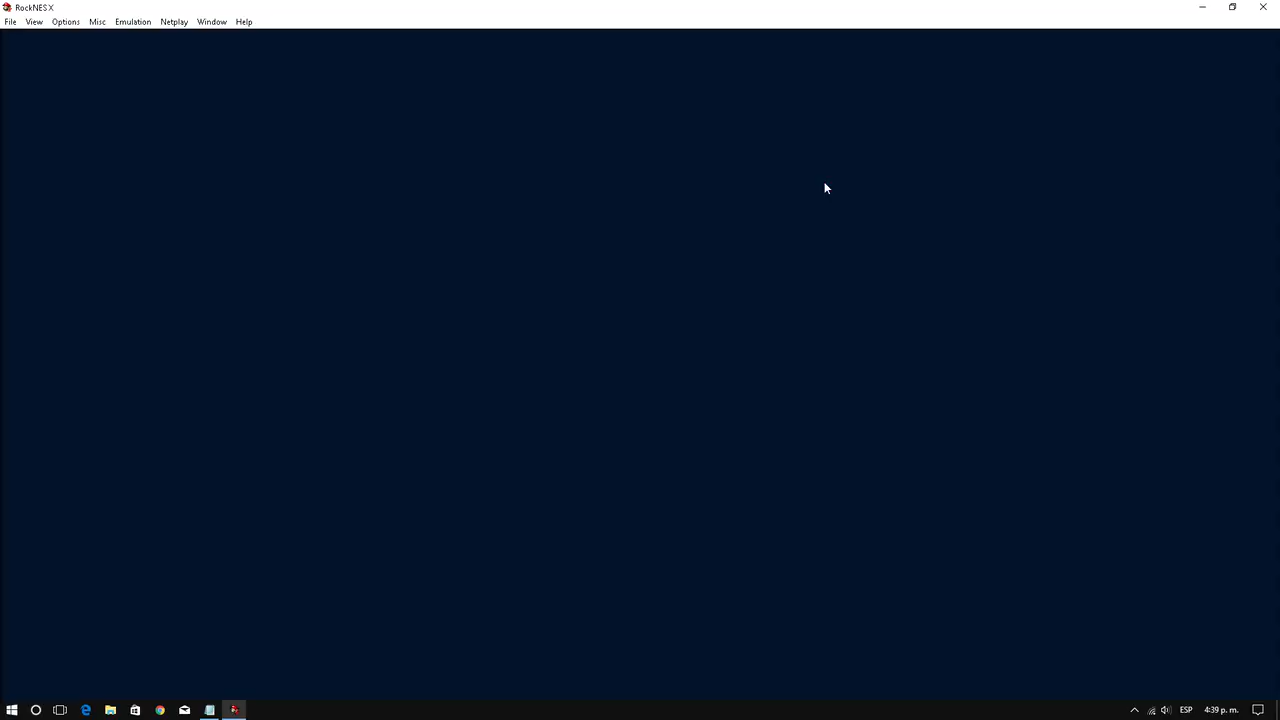 RockNES X
File View Options Misc Emulation Netplay Window Help
ESP 4:39 p. m.